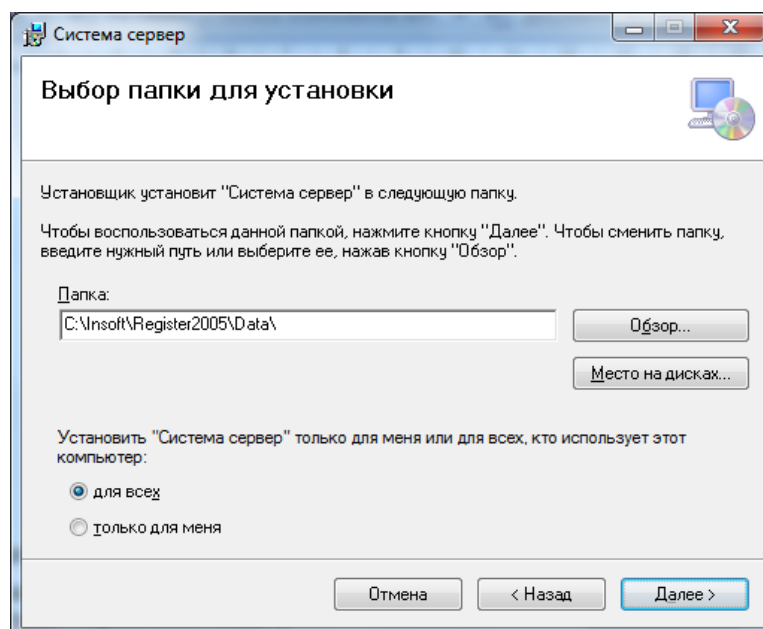 Система сервер
Выбор папки для установки
Установщик установит "Система сервер" в следующую папку.
Чтобы воспользоваться данной папкой, нажмите кнопку "Далее". Чтобы сменить папку,
введите нужный путь или выберите ее, нажав кнопку "Обзор".
Папка:
C:\Insoft\Register2005\Data\
Обзор...
Место на дисках...
Установить "Система сервер" только для меня или для всех, кто использует этот
компьютер:
для всех
только для меня
Отмена
< Назад
Далее >